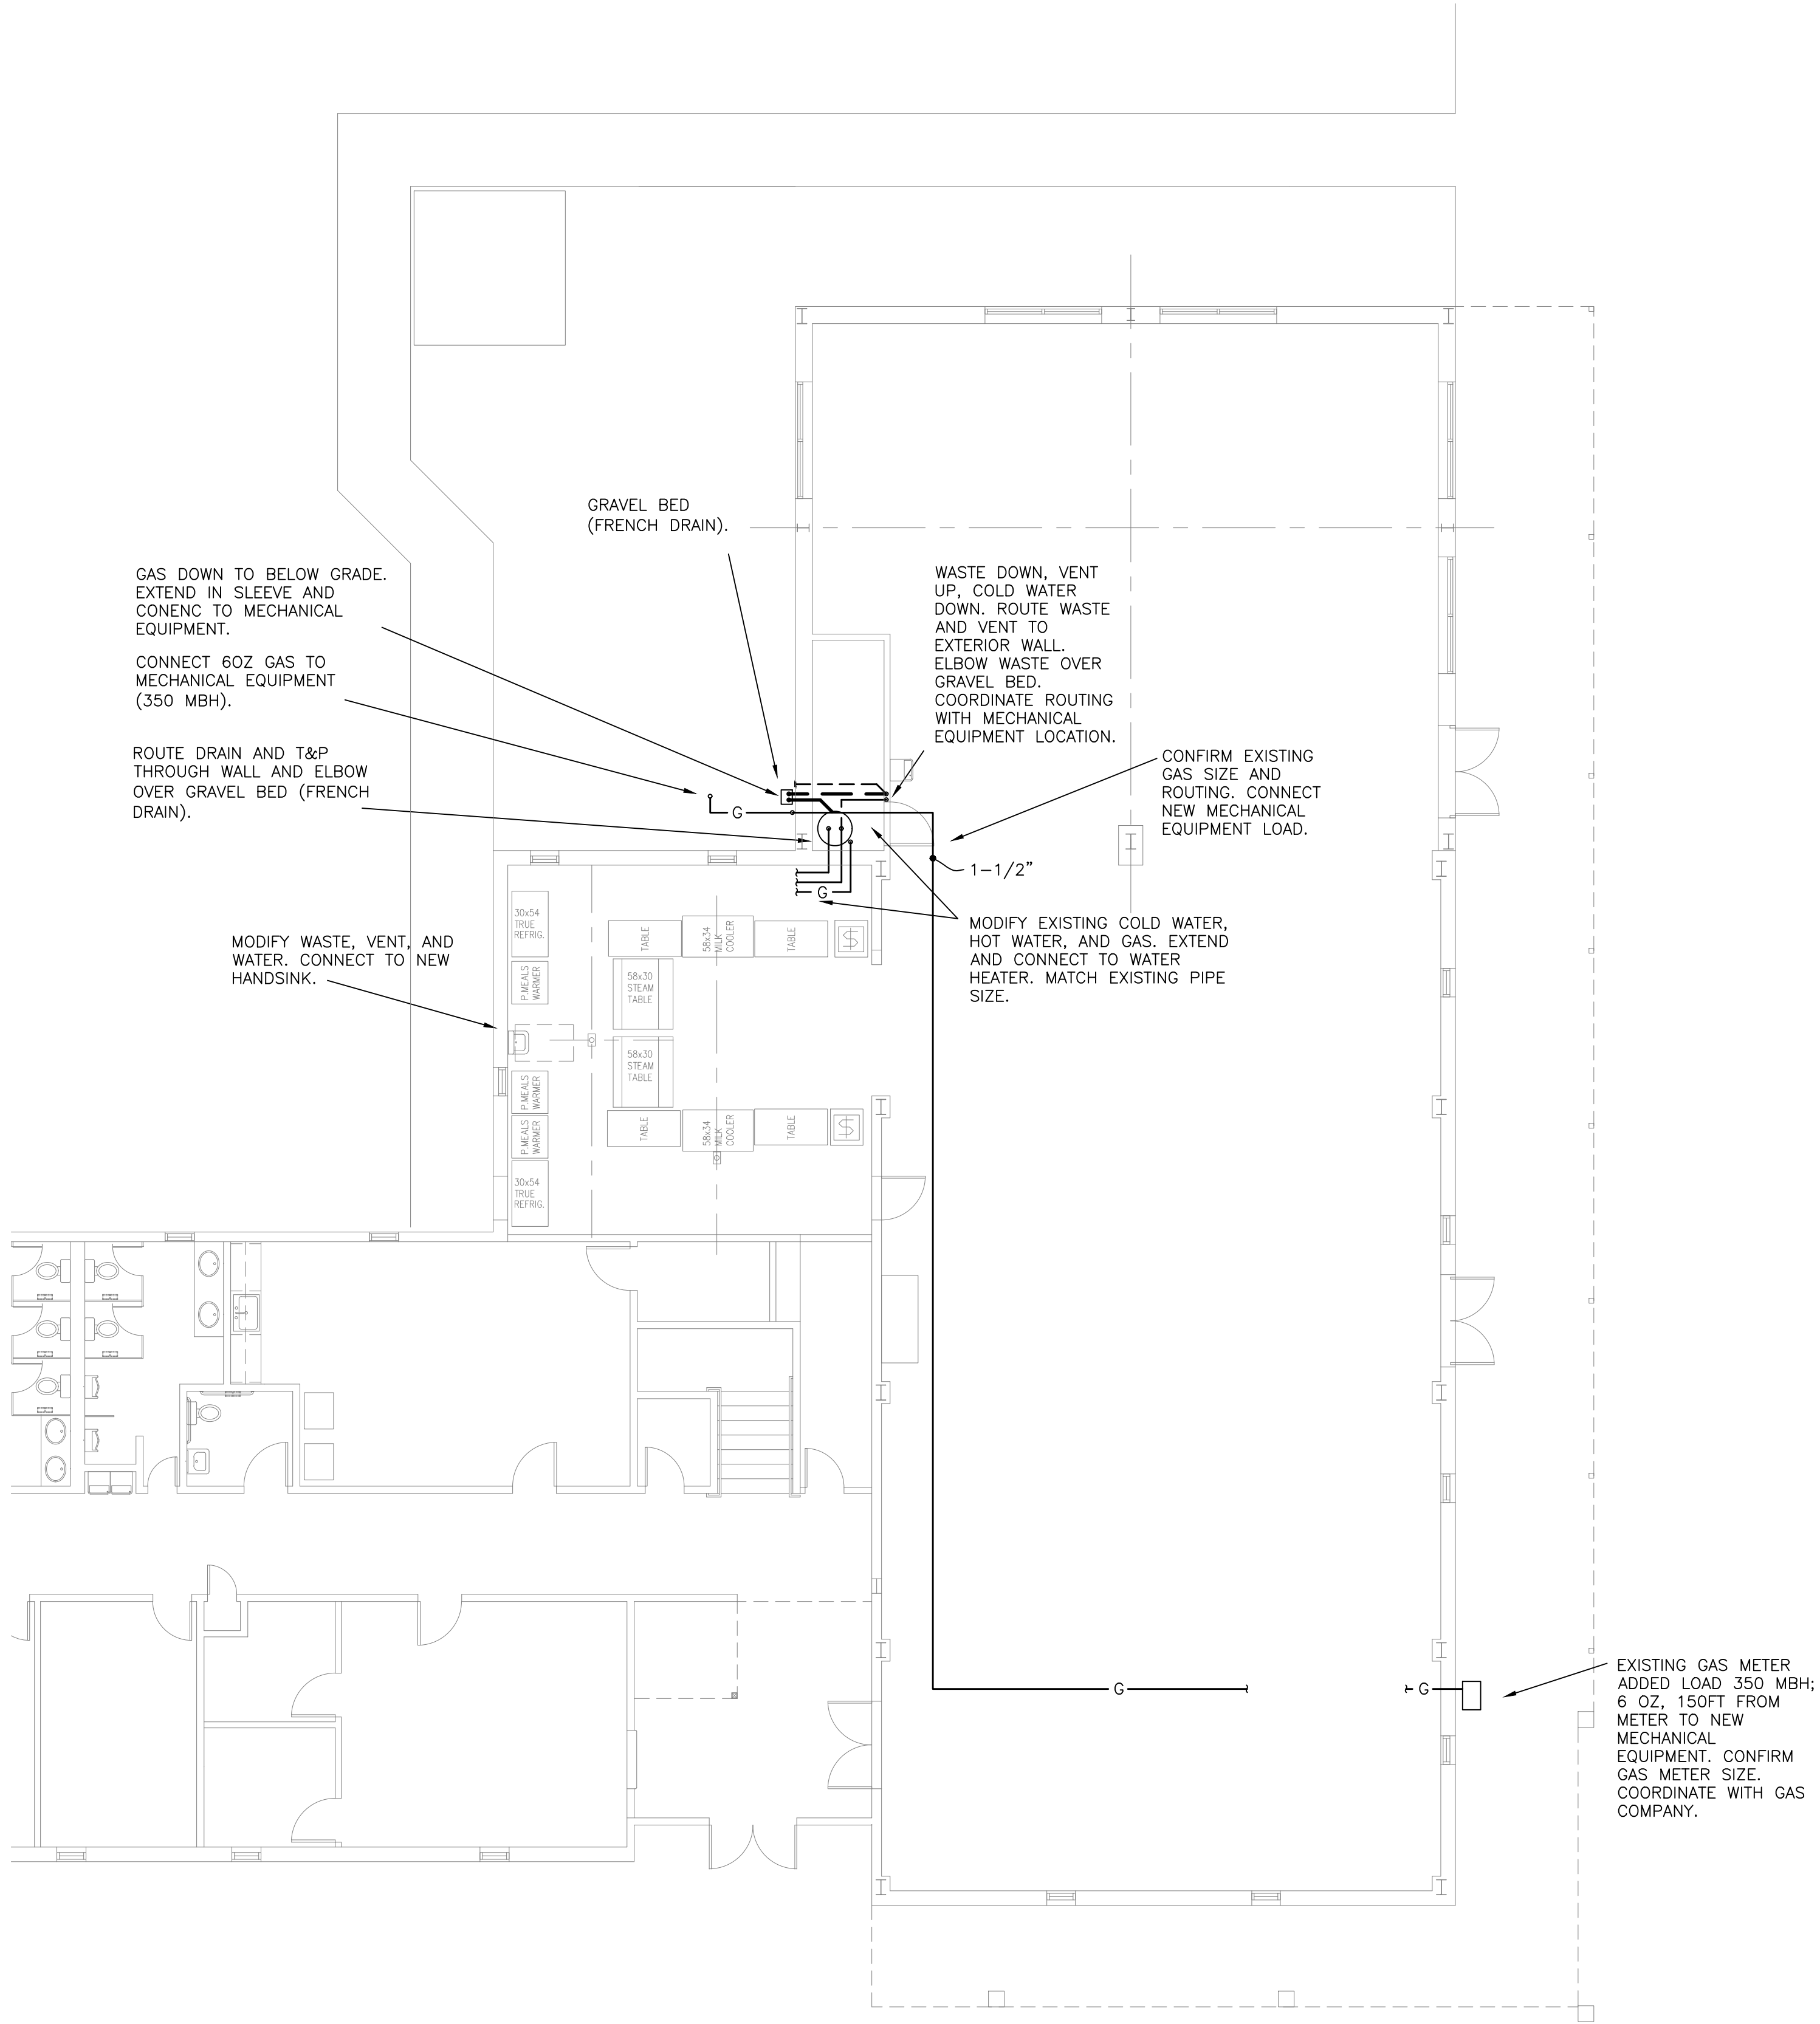 GRAVEL BED
(FRENCH DRAIN).
GAS DOWN TO BELOW GRADE.
EXTEND IN SLEEVE AND
CONENC TO MECHANICAL
EQUIPMENT.
CONNECT 6OZ GAS TO
MECHANICAL EQUIPMENT
(350 MBH).
ROUTE DRAIN AND T&P
THROUGH WALL AND ELBOW
OVER GRAVEL BED (FRENCH
DRAIN).
WASTE DOWN, VENT
UP, COLD WATER
DOWN. ROUTE WASTE
AND VENT TO
EXTERIOR WALL.
ELBOW WASTE OVER
GRAVEL BED.
COORDINATE ROUTING
WITH MECHANICAL
EQUIPMENT LOCATION.
CONFIRM EXISTING
GAS SIZE AND
ROUTING. CONNECT
NEW MECHANICAL
EQUIPMENT LOAD.
G
1-1/2"
G
MODIFY EXISTING COLD WATER,
HOT WATER, AND GAS. EXTEND
AND CONNECT TO WATER
HEATER. MATCH EXISTING PIPE
SIZE.
MODIFY WASTE, VENT, AND
WATER. CONNECT TO NEW
HANDSINK.
30x54
TRUE
REFRIG.
TABLE
58x34
MILK
COOLER
TABLE
$
P.MEALS
WARMER
58x30
STEAM
TABLE
58x30
STEAM
TABLE
P.MEALS
WARMER
P.MEALS
WARMER
TABLE
58x34
MILK
COOLER
TABLE
$
30x54
TRUE
REFRIG.
G
G
EXISTING GAS METER
ADDED LOAD 350 MBH;
6 OZ, 150FT FROM
METER TO NEW
MECHANICAL
EQUIPMENT. CONFIRM
GAS METER SIZE.
COORDINATE WITH GAS
COMPANY.